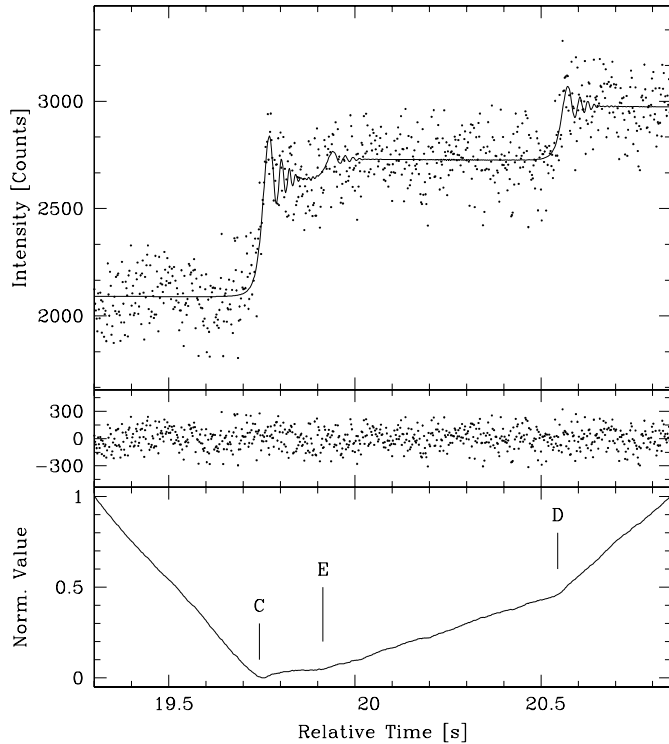 3000
2500
2000
Intensity [Counts]
300
0
−300
1
0.5
0
Norm. Value
C
E
D
19.5
20
20.5
Relative Time [s]